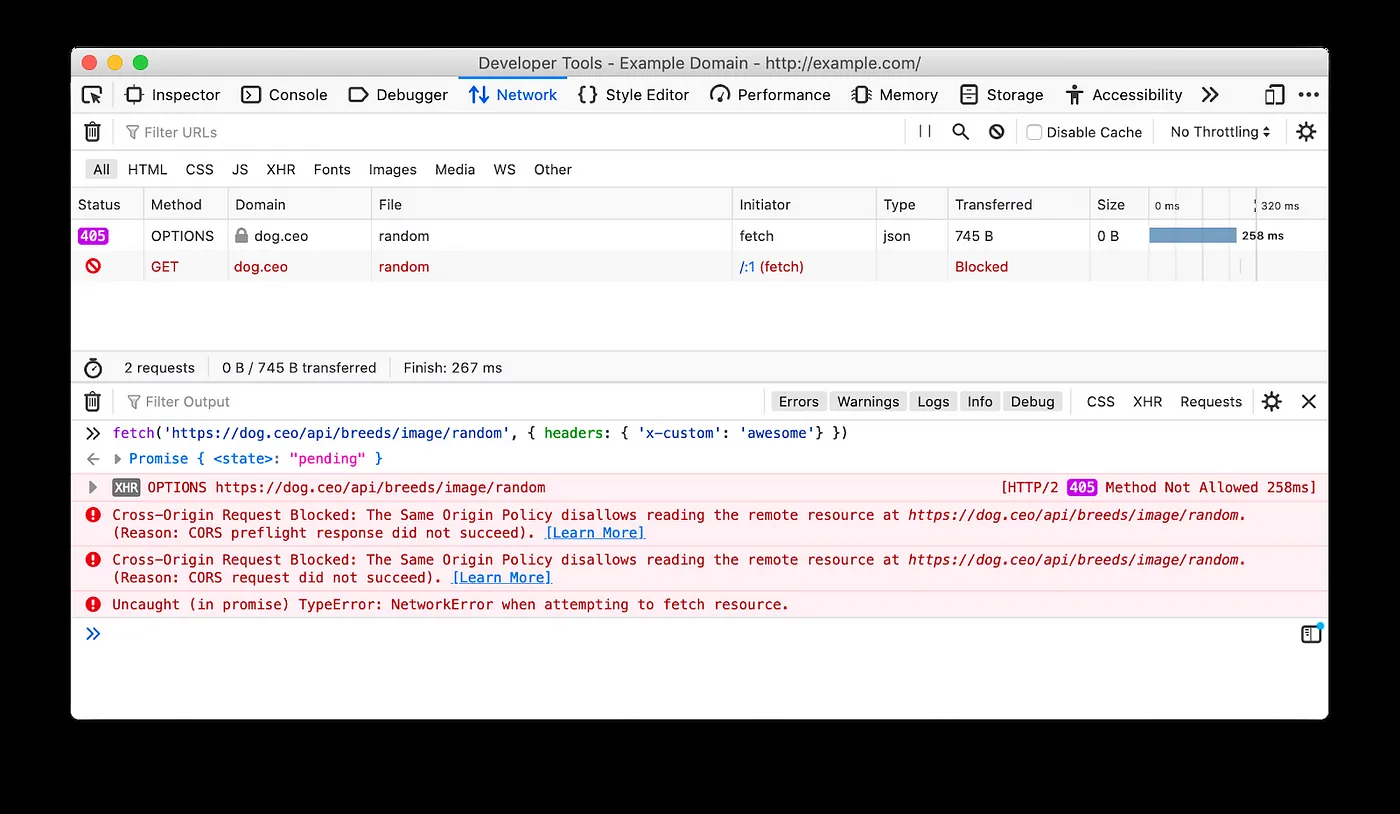 Developer Tools - Example Domain - http://example.com/
Inspector Console Debugger Network Style Editor Performance Memory Storage Accessibility
Filter URLs Disable Cache No Throttling
All HTML CSS JS XHR Fonts Images Media WS Other
Status Method Domain File Initiator Type Transferred Size 0 ms 320 ms
405 OPTIONS dog.ceo random fetch json 745 B 0 B 258 ms
GET dog.ceo random /:1 (fetch) Blocked
2 requests 0 B / 745 B transferred Finish: 267 ms
Filter Output Errors Warnings Logs Info Debug CSS XHR Requests
fetch('https://dog.ceo/api/breeds/image/random', { headers: { 'x-custom': 'awesome'} })
Promise { <state>: "pending" }
XHR OPTIONS https://dog.ceo/api/breeds/image/random [HTTP/2 405 Method Not Allowed 258ms]
Cross-Origin Request Blocked: The Same Origin Policy disallows reading the remote resource at https://dog.ceo/api/breeds/image/random.
(Reason: CORS preflight response did not succeed). [Learn More]
Cross-Origin Request Blocked: The Same Origin Policy disallows reading the remote resource at https://dog.ceo/api/breeds/image/random.
(Reason: CORS request did not succeed). [Learn More]
Uncaught (in promise) TypeError: NetworkError when attempting to fetch resource.